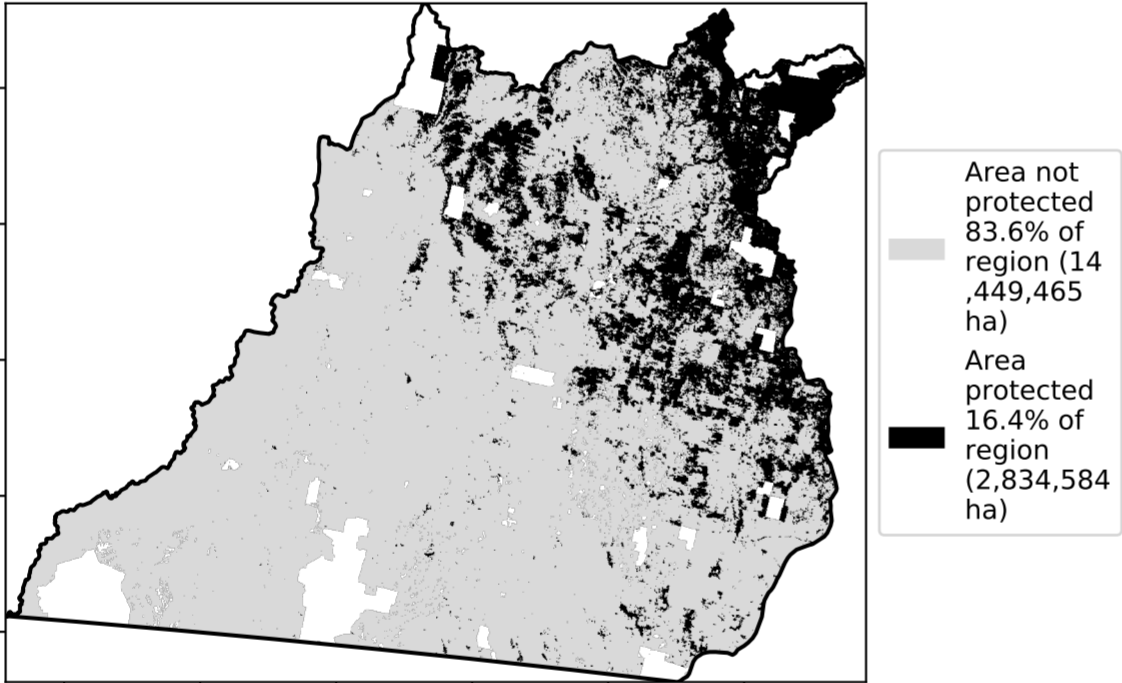 Area not
protected
83.6% of
region (14
,449,465
ha)
Area
protected
16.4% of
region
(2,834,584
ha)